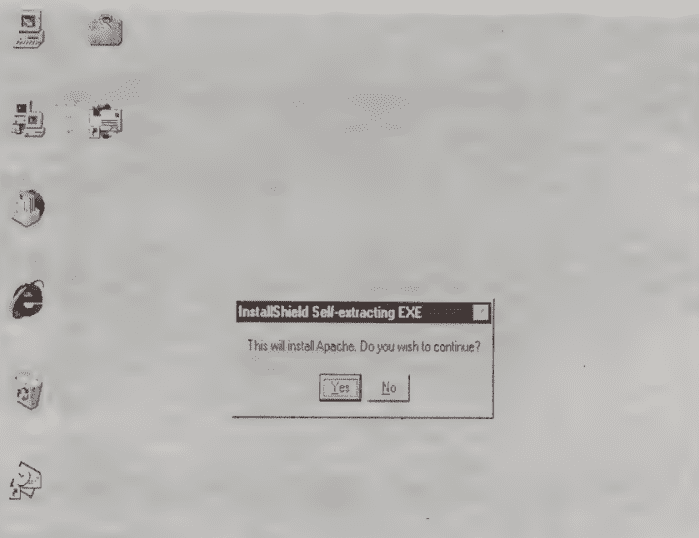 InstallShield Self-extracting EXE
This will install Apache. Do you wish to continue?
Yes No